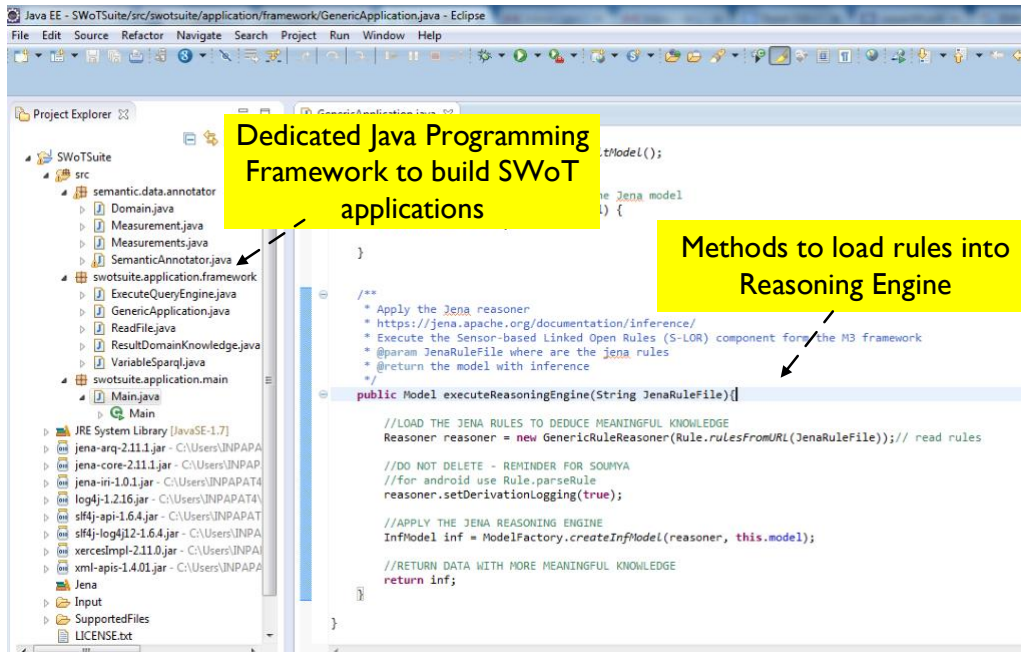 Java EE - SWoTSuite/src/swotsuite/application/framework/GenericApplication.java - Eclipse
File Edit Source Refactor Navigate Search Project Run Window Help
Project Explorer
GenericApplication.java
SWoTSuite
src
semantic.data.annotator
Domain.java
Measurement.java
Measurements.java
SemanticAnnotator.java
swotsuite.application.framework
ExecuteQueryEngine.java
GenericApplication.java
ReadFile.java
ResultDomainKnowledge.java
VariableSparql.java
swotsuite.application.main
Main.java
Main
JRE System Library [JavaSE-1.7]
jena-arq-2.11.1.jar - C:\Users\INPAPA
jena-core-2.11.1.jar - C:\Users\INPAP
jena-iri-1.0.1.jar - C:\Users\INPAPAT4
log4j-1.2.16.jar - C:\Users\INPAPAT4\
slf4j-api-1.6.4.jar - C:\Users\INPAPAT
slf4j-log4j12-1.6.4.jar - C:\Users\INPA
xercesImpl-2.11.0.jar - C:\Users\INPAI
xml-apis-1.4.01.jar - C:\Users\INPAPA
Jena
Input
SupportedFiles
LICENSE.txt
Dedicated Java Programming
Framework to build SWoT
applications
Methods to load rules into
Reasoning Engine
tModel();
Jena model
) {
}
/**
* Apply the Jena reasoner
* https://jena.apache.org/documentation/inference/
* Execute the Sensor-based Linked Open Rules (S-LOR) component form the M3 framework
* @param JenaRuleFile where are the jena rules
* @return the model with inference
*/
public Model executeReasoningEngine(String JenaRuleFile){
//LOAD THE JENA RULES TO DEDUCE MEANINGFUL KNOWLEDGE
Reasoner reasoner = new GenericRuleReasoner(Rule.rulesFromURL(JenaRuleFile));// read rules
//DO NOT DELETE - REMINDER FOR SOUMYA
//for android use Rule.parseRule
reasoner.setDerivationLogging(true);
//APPLY THE JENA REASONING ENGINE
InfModel inf = ModelFactory.createInfModel(reasoner, this.model);
//RETURN DATA WITH MORE MEANINGFUL KNOWLEDGE
return inf;
}
}